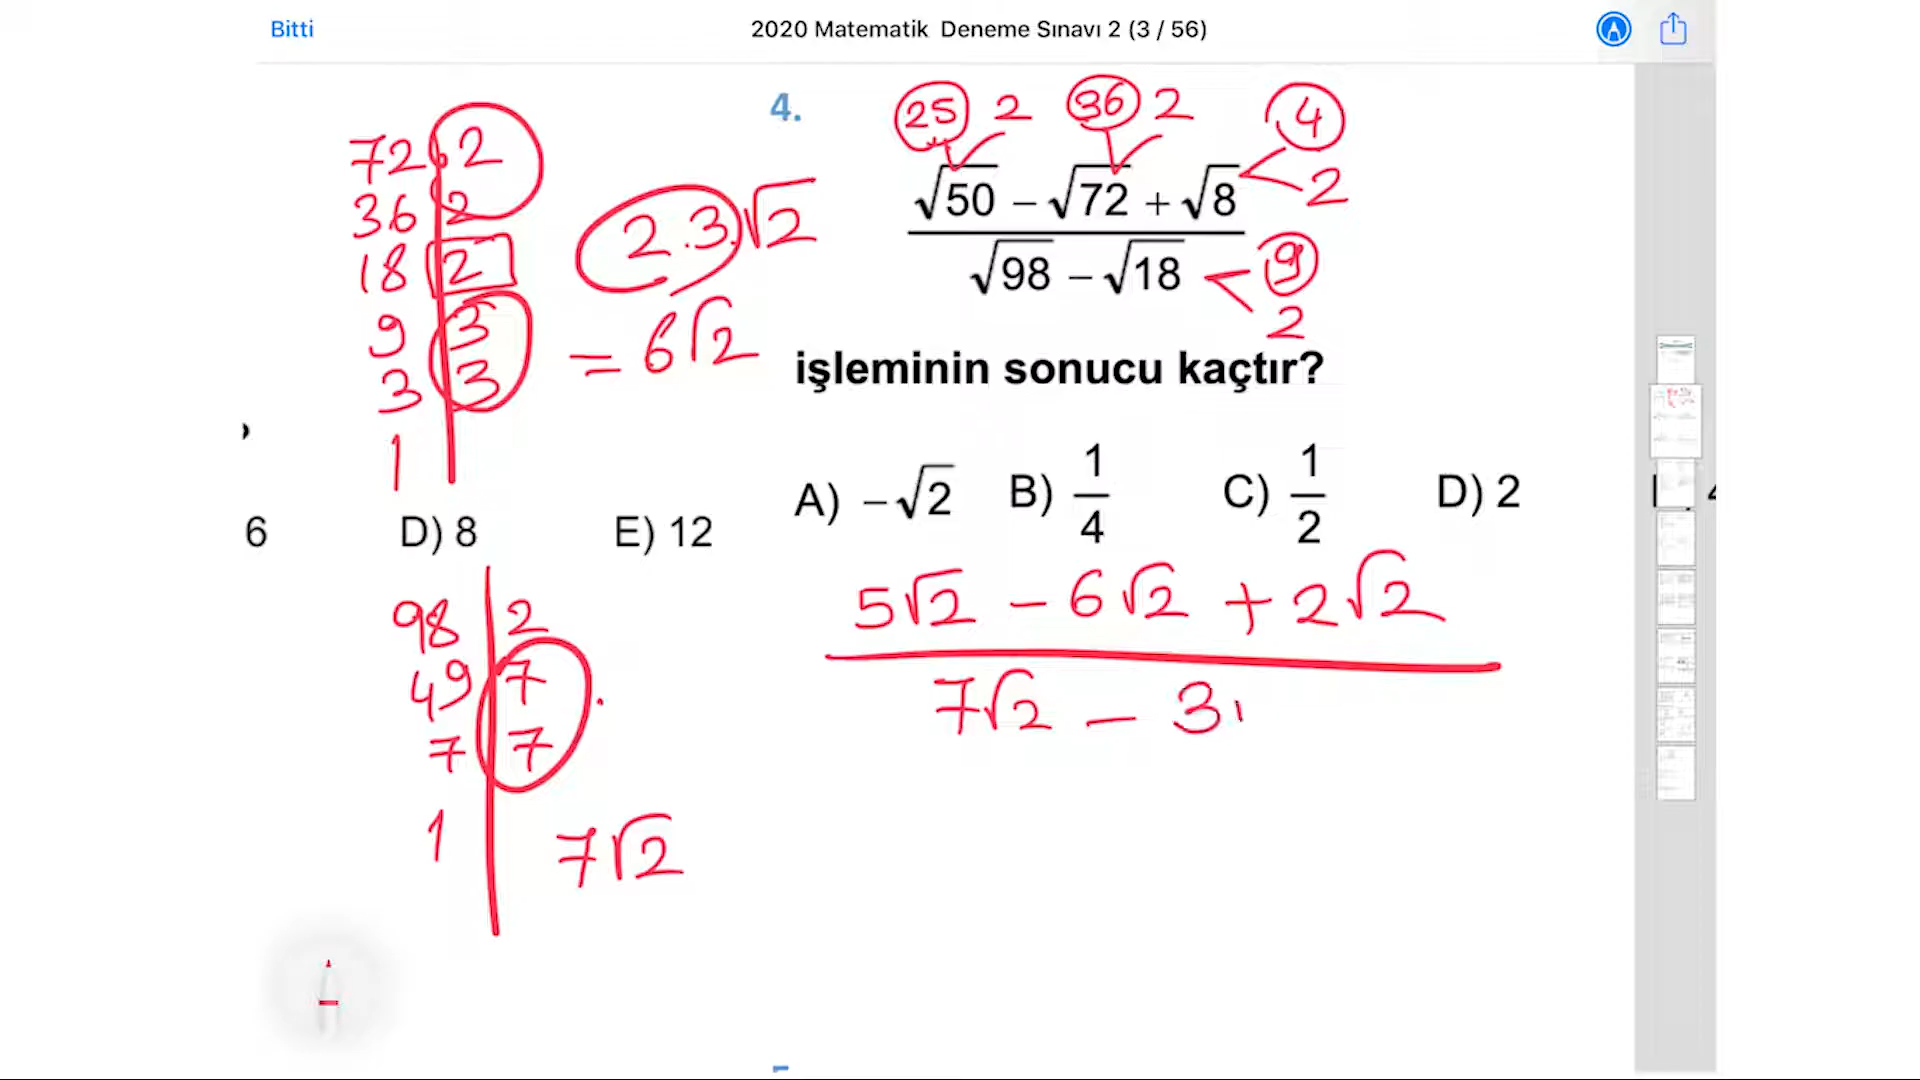 Bitti
2020 Matematik Deneme Sınavı 2 (3 / 56)
72 2
36 2
18 2
9 3
3 3
1
2.3.√2
= 6√2
6 D) 8 E) 12
98 2
49 7
7 7
1
7√2
4.
25 2 36 2 4
2
√50 − √72 + √8
√98 − √18
9
2
işleminin sonucu kaçtır?
A) −√2 B) 1/4 C) 1/2 D) 2
5√2 − 6√2 + 2√2
7√2 − 3